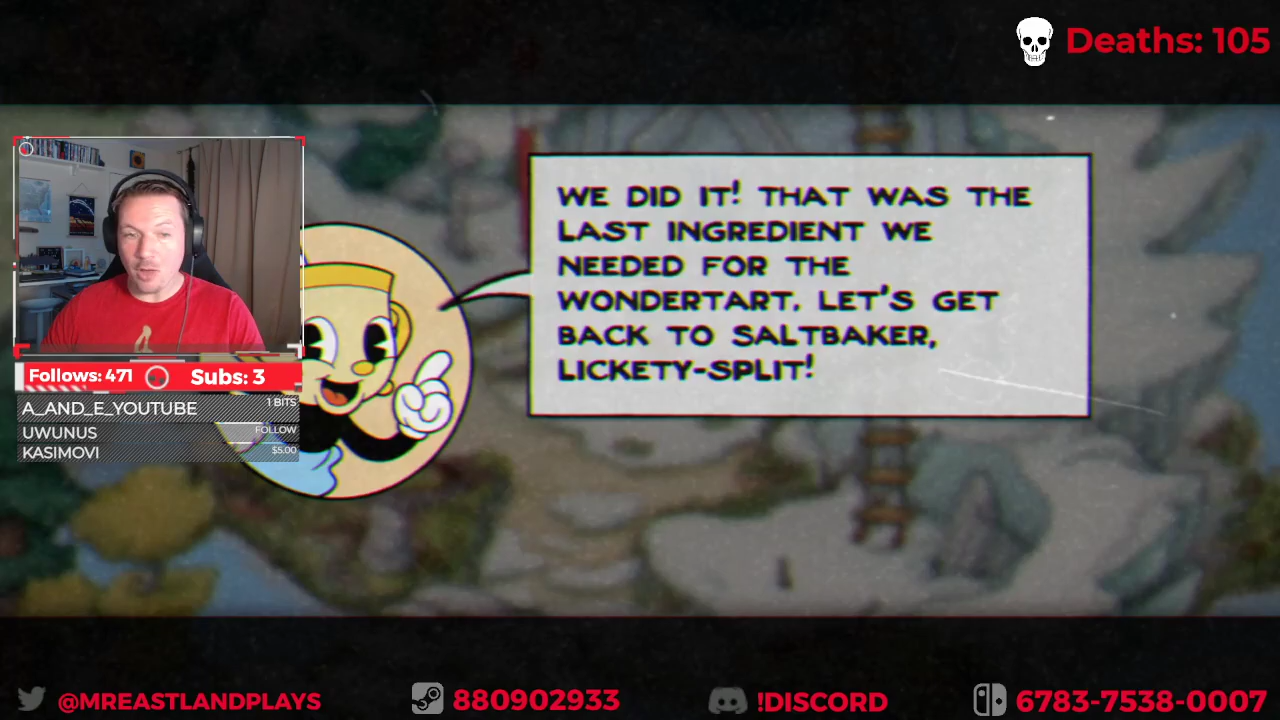 Deaths: 105
WE DID IT! THAT WAS THE
LAST INGREDIENT WE
NEEDED FOR THE
WONDERTART. LET'S GET
BACK TO SALTBAKER,
LICKETY-SPLIT!
Follows: 471 Subs: 3
A_AND_E_YOUTUBE 1 BITS
UWUNUS FOLLOW
KASIMOVI $5.00
@MREASTLANDPLAYS 880902933 !DISCORD 6783-7538-0007